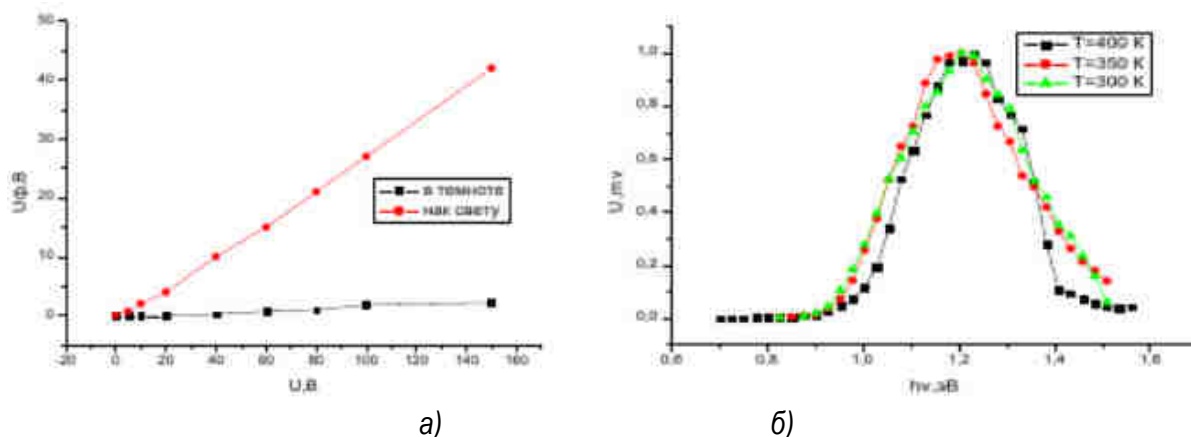 50
40
30
20
10
0
-20 0 20 40 60 80 100 120 140 160
Uф,В
U,В
в темноте
нак свету
а)
1,0
0,8
0,6
0,4
0,2
0,0
0,6 0,8 1,0 1,2 1,4 1,6
U,mv
hν,эВ
T=400 K
T=350 K
T=300 K
б)